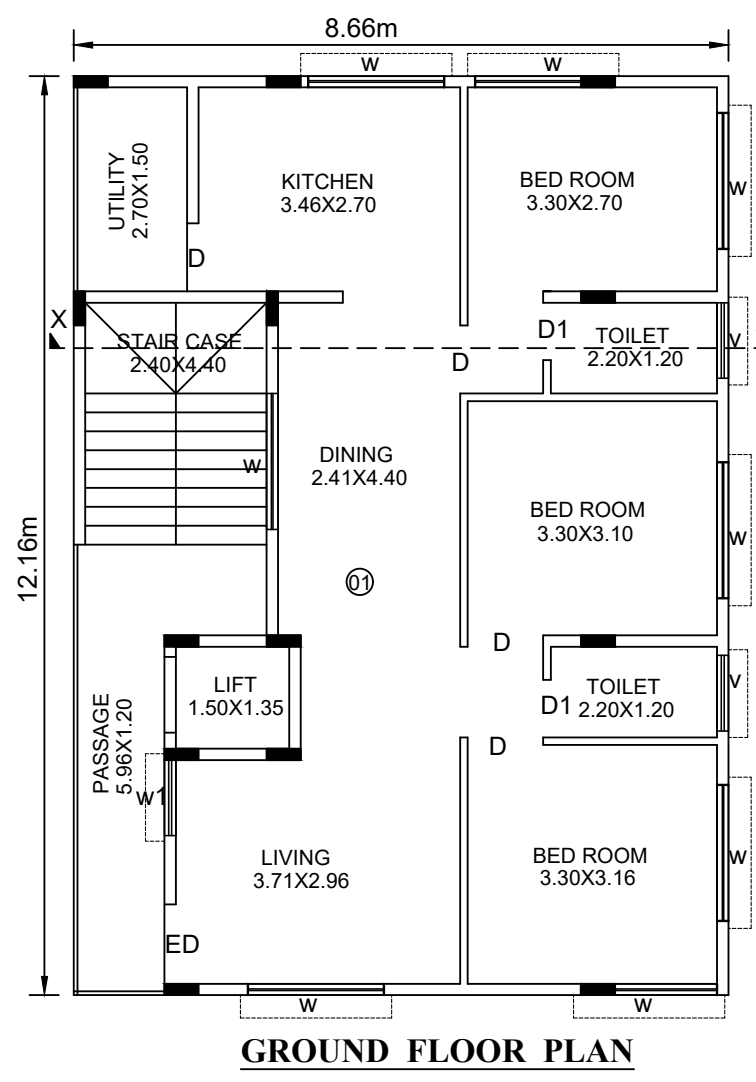 8.66m
w
w
UTILITY
2.70X1.50
KITCHEN
3.46X2.70
BED ROOM
3.30X2.70
w
D
X
STAIR CASE
2.40X4.40
D
D1
TOILET
2.20X1.20
v
w
DINING
2.41X4.40
BED ROOM
3.30X3.10
w
12.16m
01
D
LIFT
1.50X1.35
D1
TOILET
2.20X1.20
v
PASSAGE
5.96X1.20
w1
D
LIVING
3.71X2.96
BED ROOM
3.30X3.16
w
ED
w
w
GROUND FLOOR PLAN